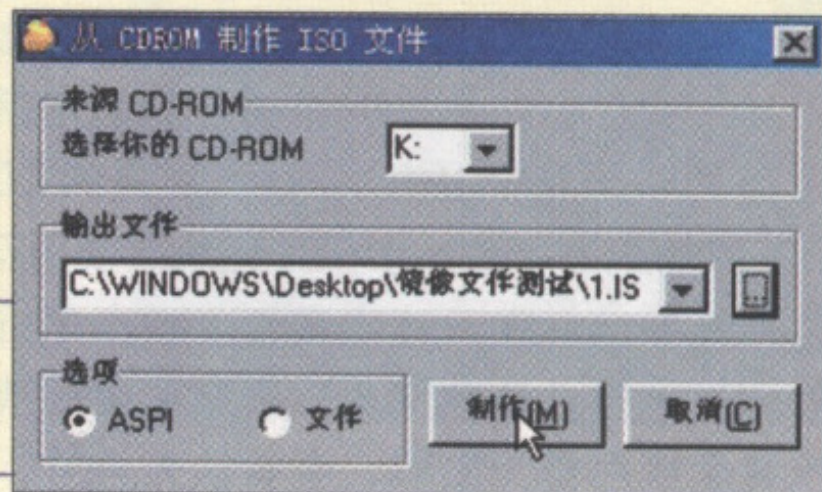 从 CDROM 制作 ISO 文件
来源 CD-ROM
选择你的 CD-ROM
K:
输出文件
C:\WINDOWS\Desktop\镜像文件测试\1.IS
选项
ASPI
文件
制作(M)
取消(C)